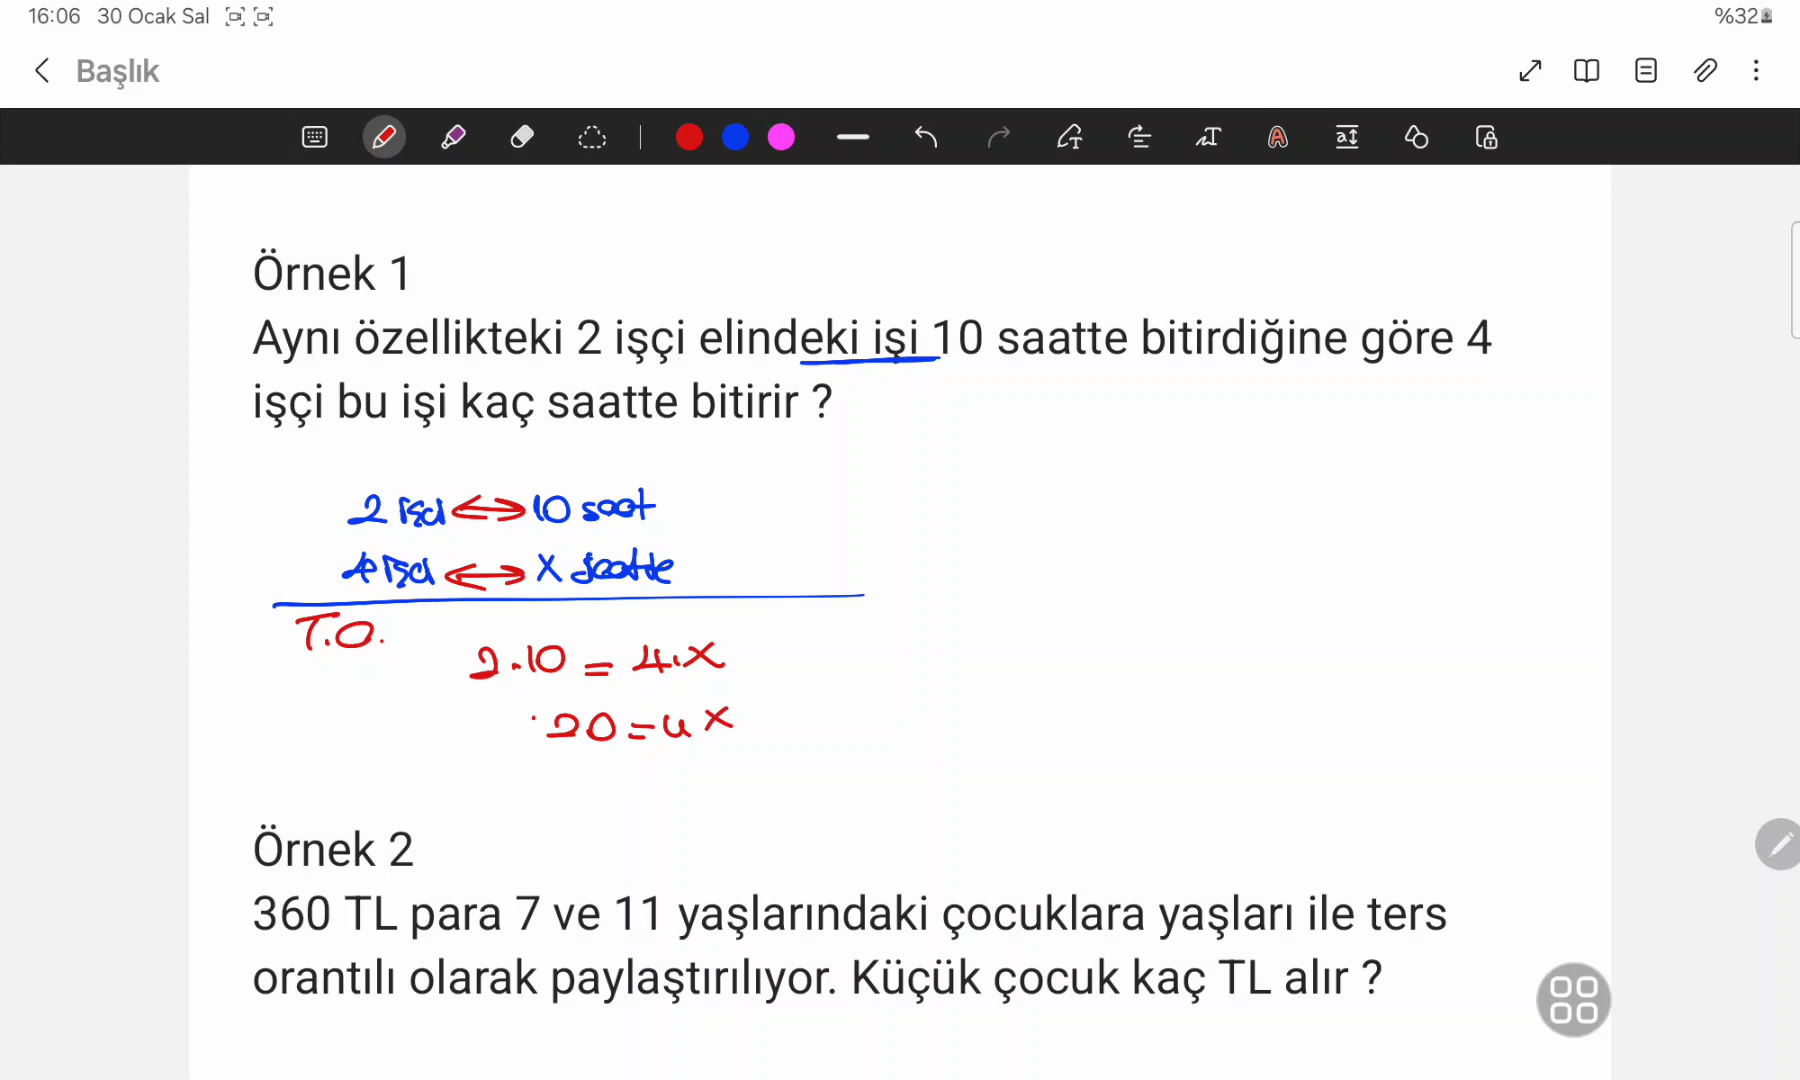 16:06 30 Ocak Sal
%32
Başlık
Örnek 1
Aynı özellikteki 2 işçi elindeki işi 10 saatte bitirdiğine göre 4
işçi bu işi kaç saatte bitirir ?
2 işçi ↔ 10 saat
4 işçi ↔ X saatte
T.O.
2.10 = 4.X
20 = 4 X
Örnek 2
360 TL para 7 ve 11 yaşlarındaki çocuklara yaşları ile ters
orantılı olarak paylaştırılıyor. Küçük çocuk kaç TL alır ?